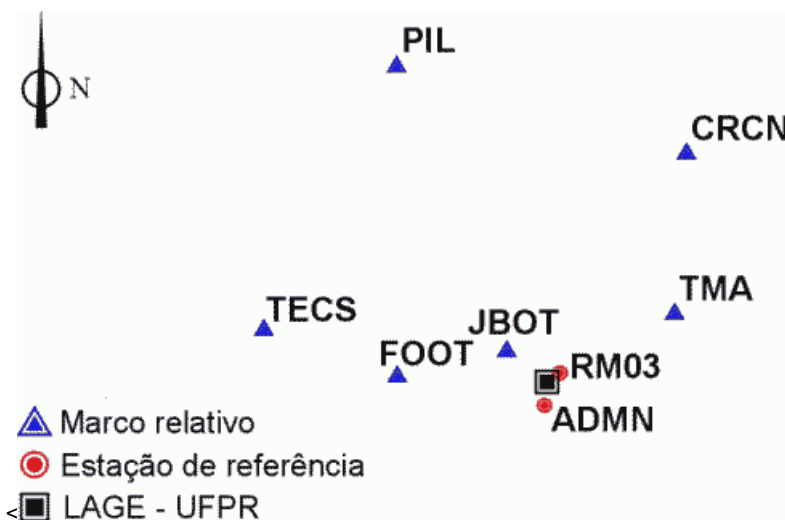 PIL
N
CRCN
TMA
TECS
JBOT
FOOT
RM03
ADMN
Marco relativo
Estação de referência
<LAGE - UFPR